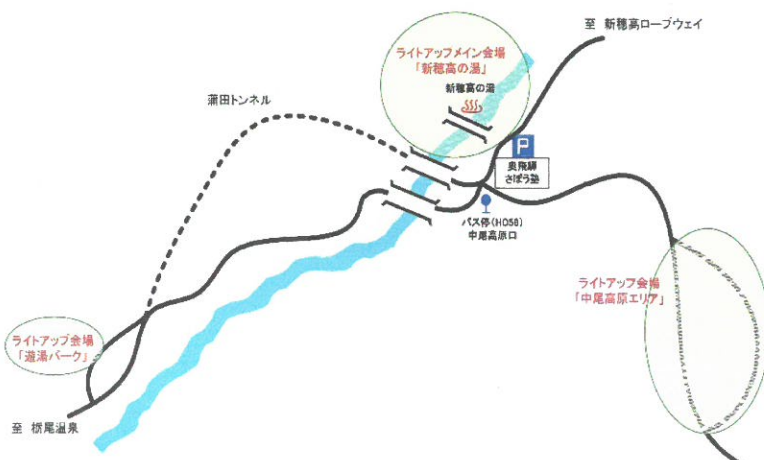 至 新穂高ロープウェイ
ライトアップメイン会場
「新穂高の湯」
新穂高の湯
蒲田トンネル
P
奥飛騨
さぼう塾
バス停(H056)
中尾高原口
ライトアップ会場
「中尾高原エリア」
ライトアップ会場
「遊湯パーク」
至 栃尾温泉